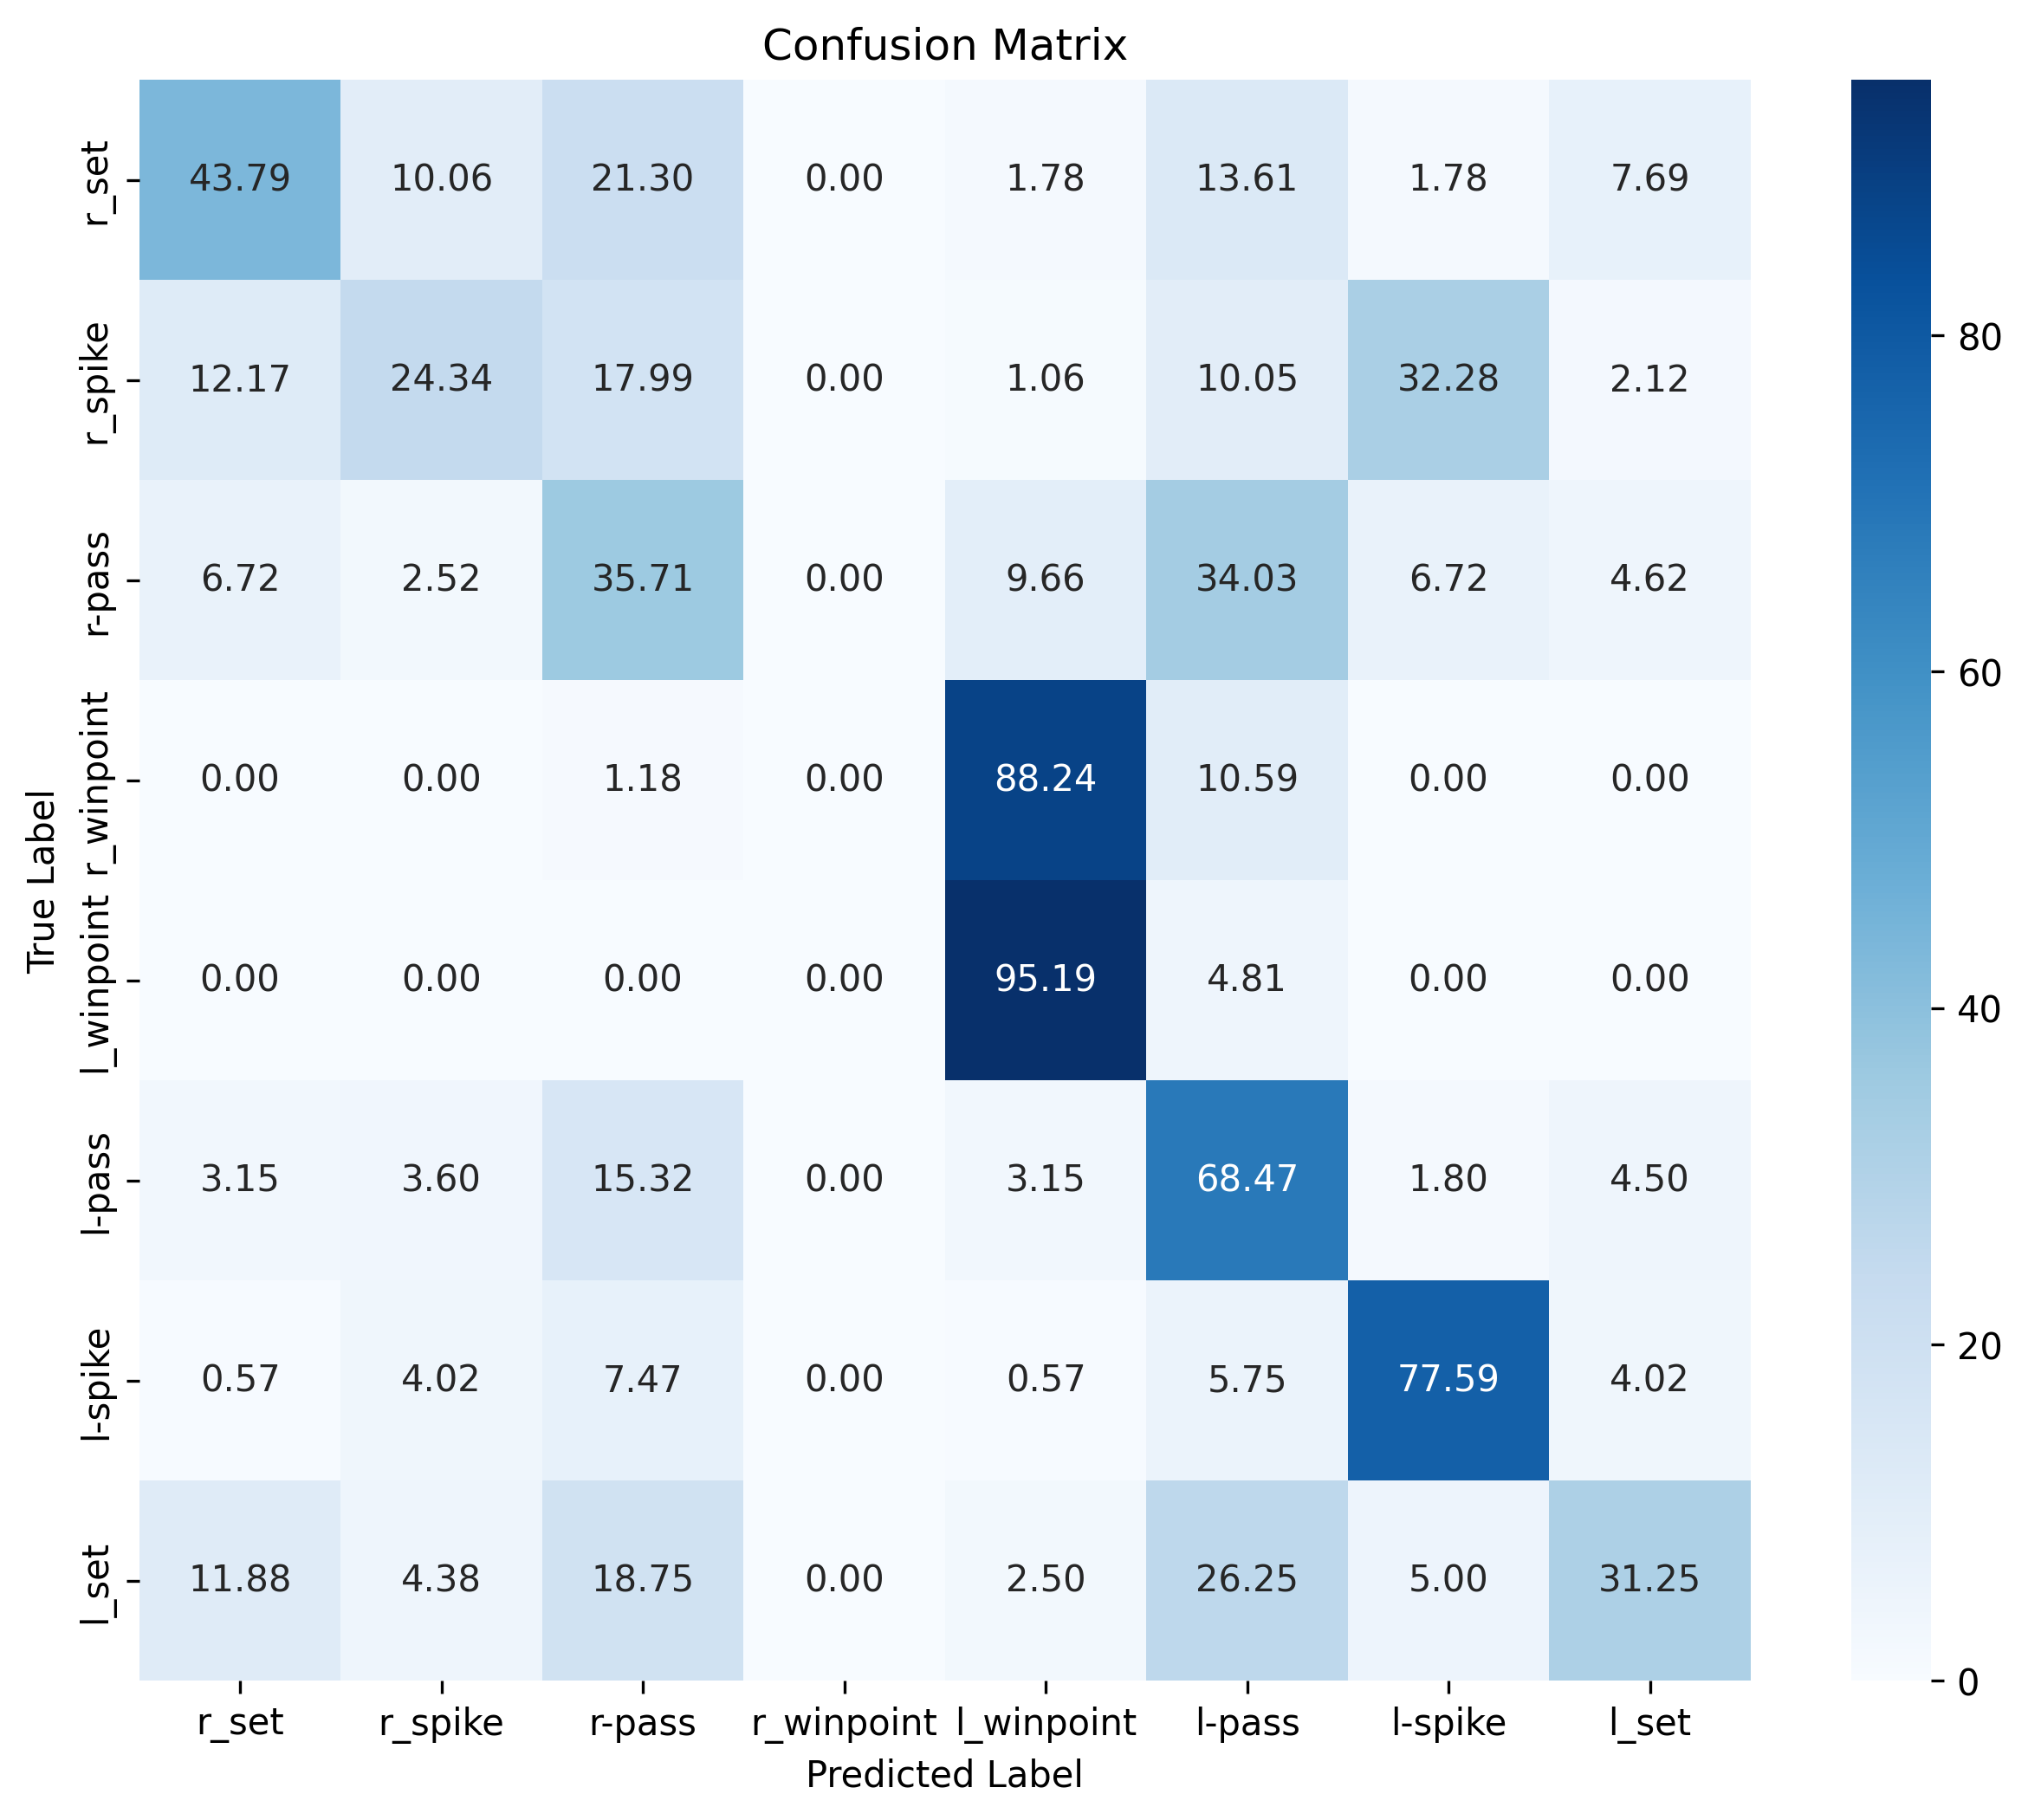 Confusion Matrix
r_set 43.79 10.06 21.30 0.00 1.78 13.61 1.78 7.69
r_spike 12.17 24.34 17.99 0.00 1.06 10.05 32.28 2.12
r-pass 6.72 2.52 35.71 0.00 9.66 34.03 6.72 4.62
r_winpoint 0.00 0.00 1.18 0.00 88.24 10.59 0.00 0.00
l_winpoint 0.00 0.00 0.00 0.00 95.19 4.81 0.00 0.00
l-pass 3.15 3.60 15.32 0.00 3.15 68.47 1.80 4.50
l-spike 0.57 4.02 7.47 0.00 0.57 5.75 77.59 4.02
l_set 11.88 4.38 18.75 0.00 2.50 26.25 5.00 31.25
r_set r_spike r-pass r_winpoint l_winpoint l-pass l-spike l_set
Predicted Label
True Label
80
60
40
20
0